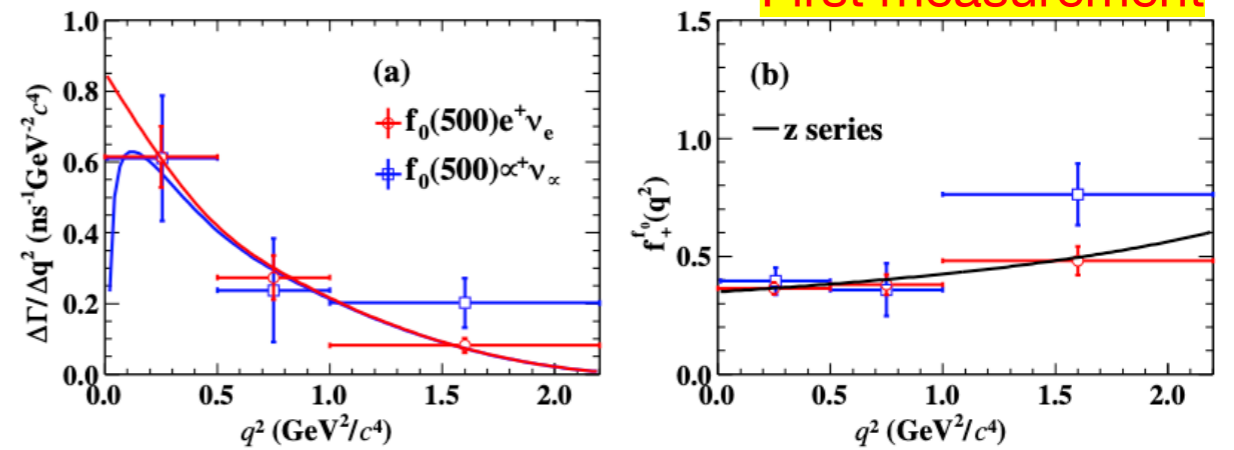 First measurement
(a)
f₀(500)e⁺νₑ
f₀(500)∝⁺ν∝
ΔΓ/Δq² (ns⁻¹GeV⁻²c⁴)
1.0
0.8
0.6
0.4
0.2
0.0
0.0 0.5 1.0 1.5 2.0
q² (GeV²/c⁴)
(b)
z series
f₊^f₀(q²)
1.5
1.0
0.5
0.0
0.0 0.5 1.0 1.5 2.0
q² (GeV²/c⁴)